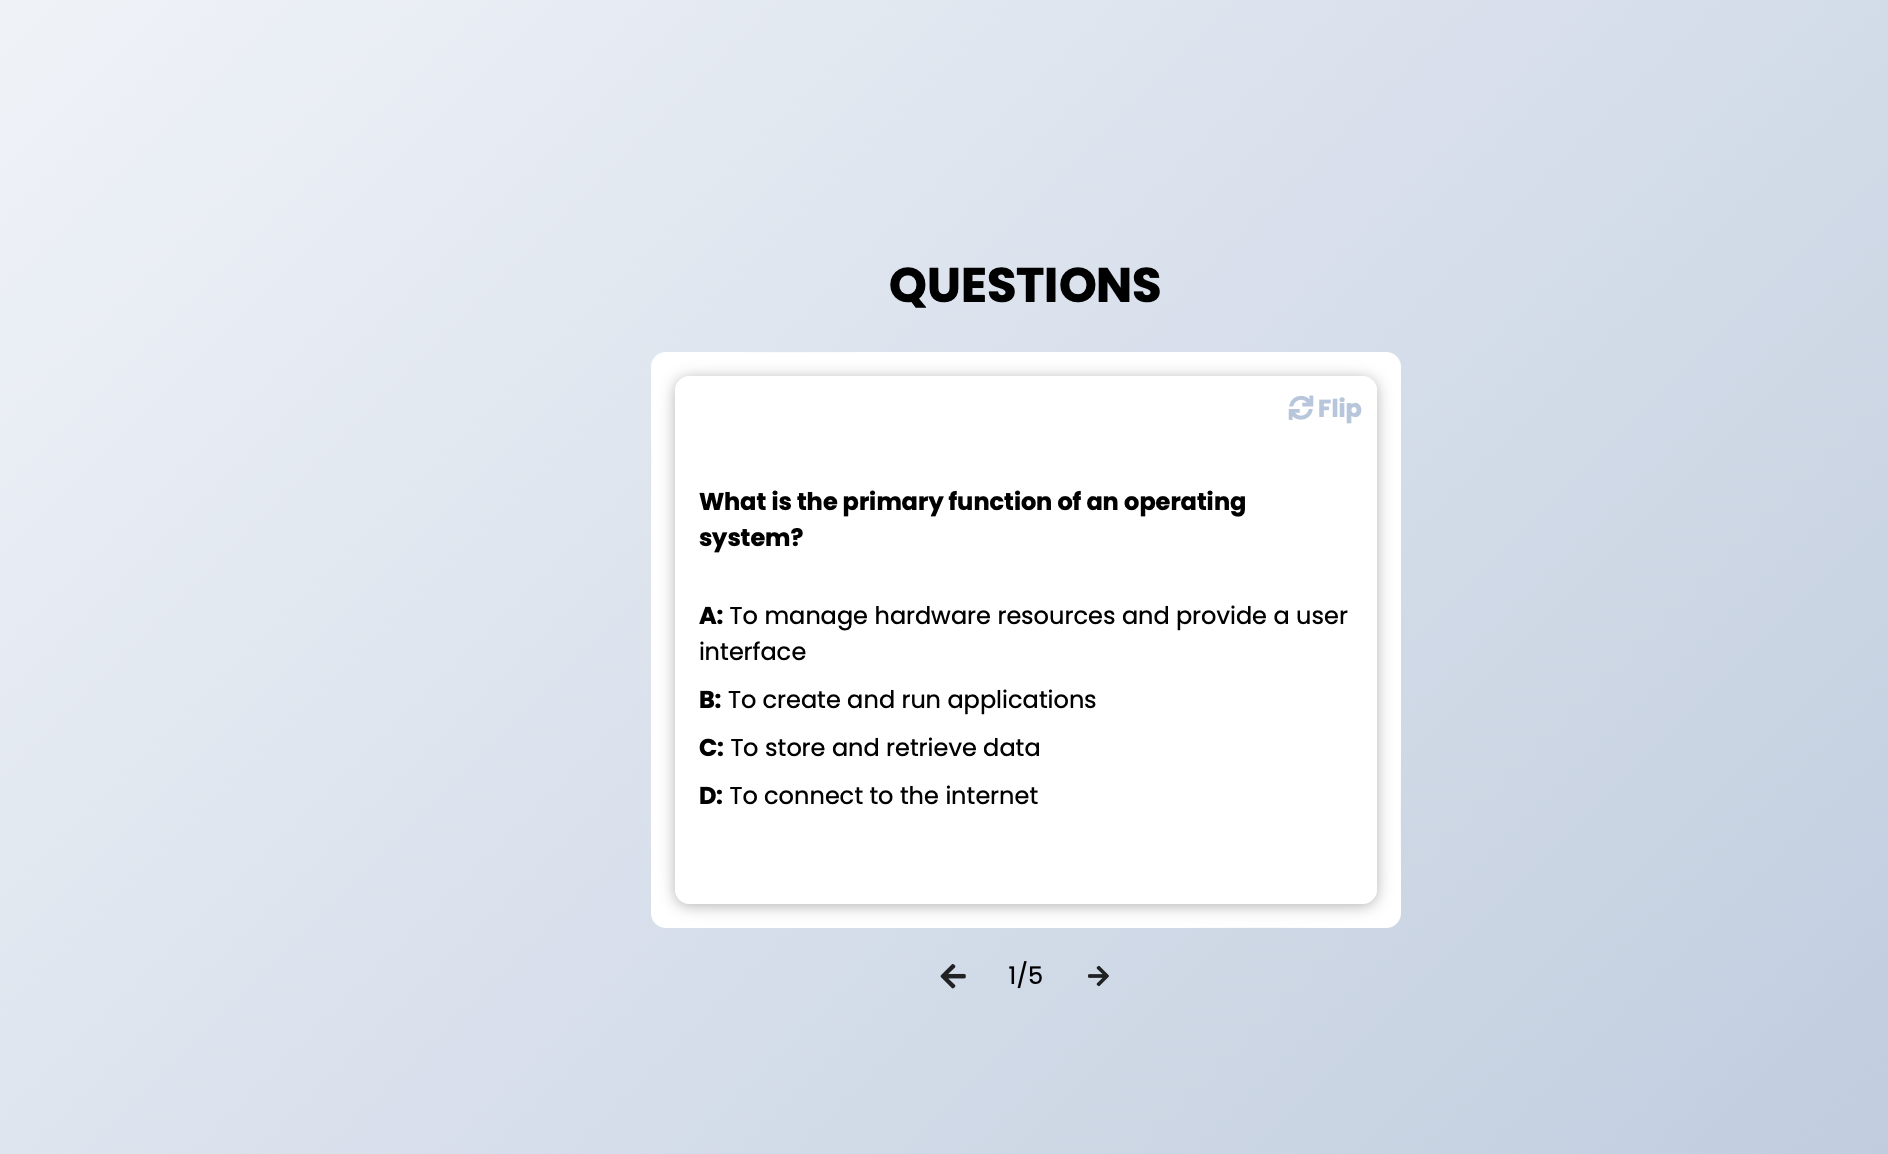 QUESTIONS
Flip
What is the primary function of an operating
system?
A: To manage hardware resources and provide a user
interface
B: To create and run applications
C: To store and retrieve data
D: To connect to the internet
1/5